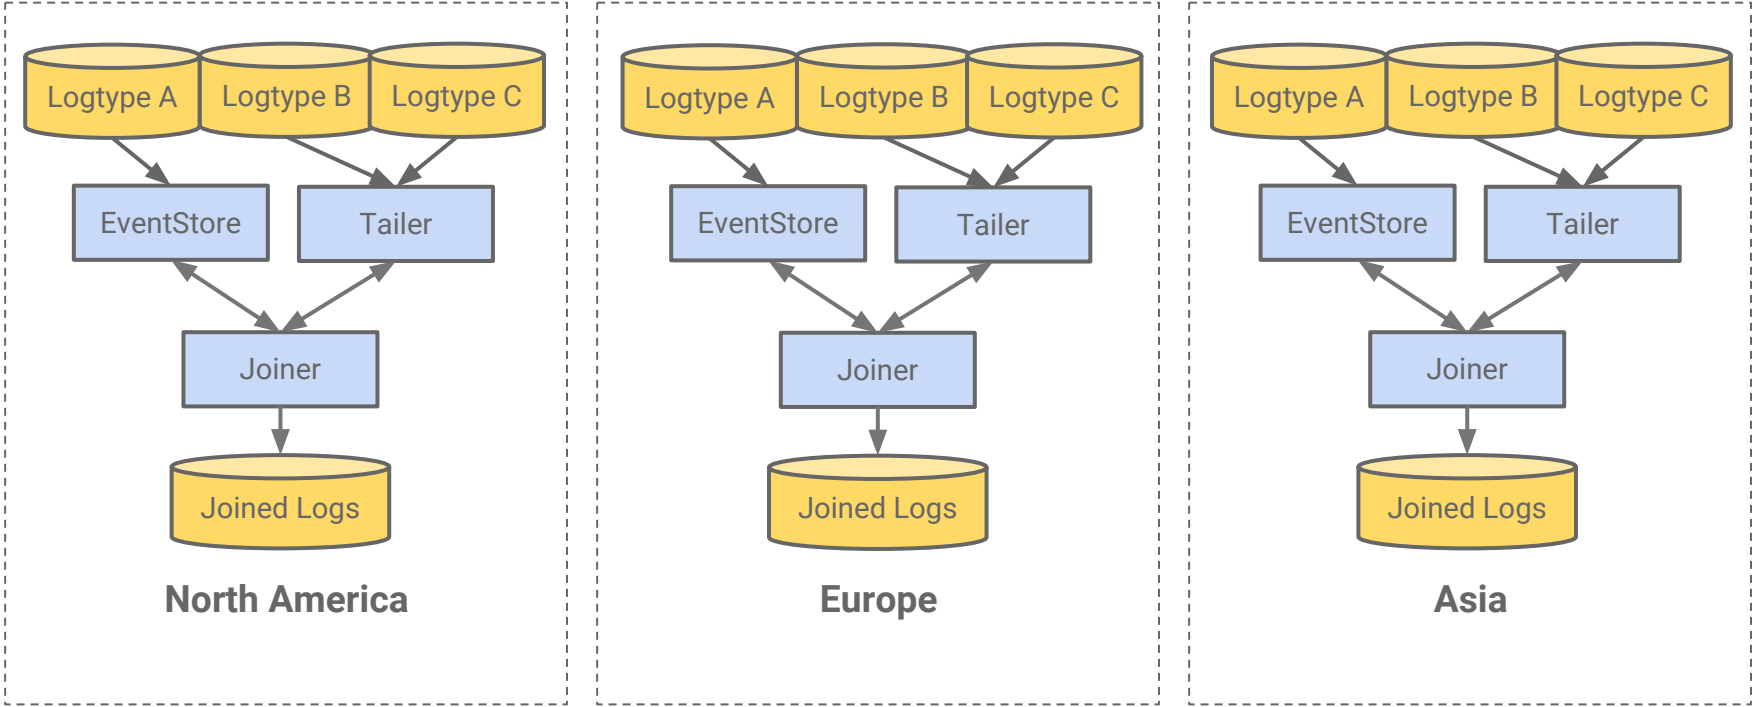 Logtype A
Logtype B
Logtype C
EventStore
Tailer
Joiner
Joined Logs
North America
Logtype A
Logtype B
Logtype C
EventStore
Tailer
Joiner
Joined Logs
Europe
Logtype A
Logtype B
Logtype C
EventStore
Tailer
Joiner
Joined Logs
Asia